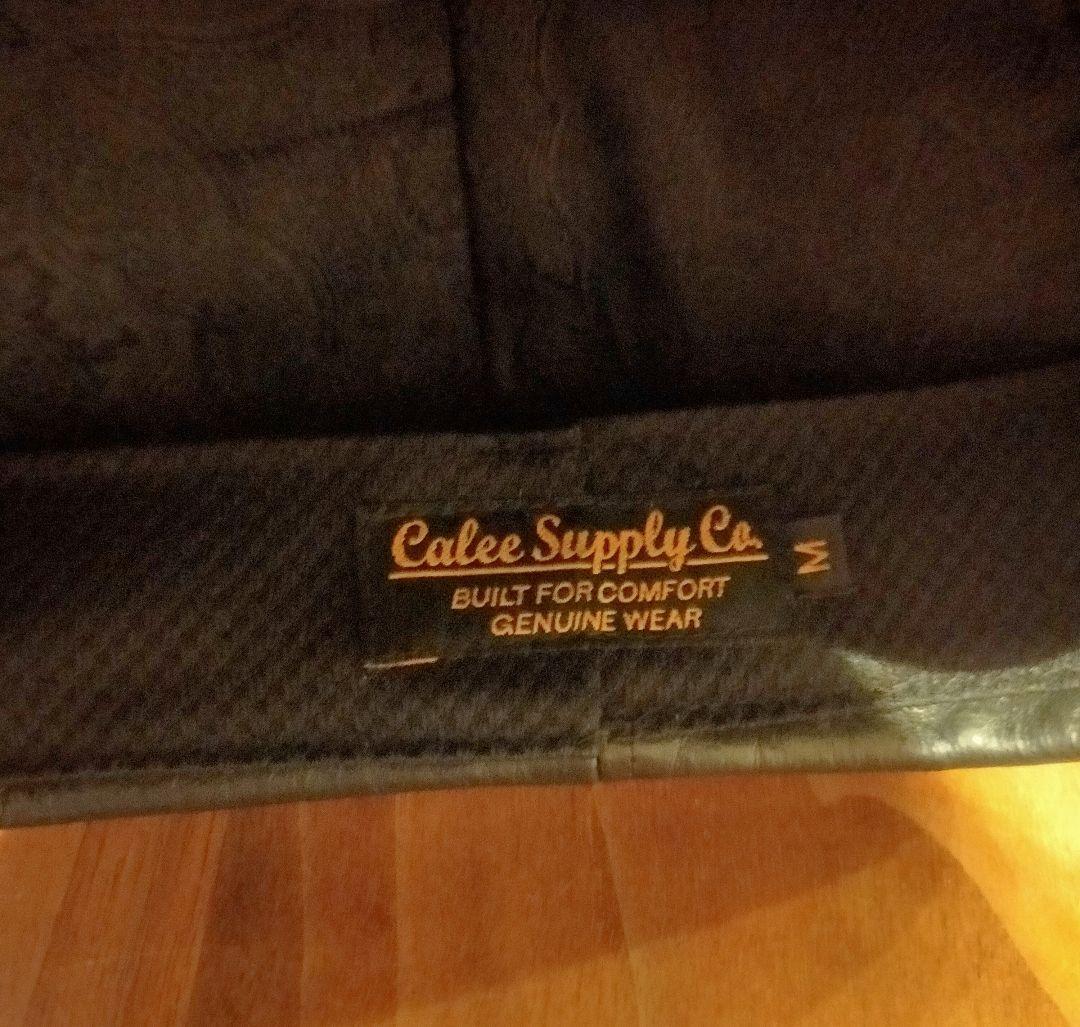 Calee Supply Co.
BUILT FOR COMFORT
GENUINE WEAR
M